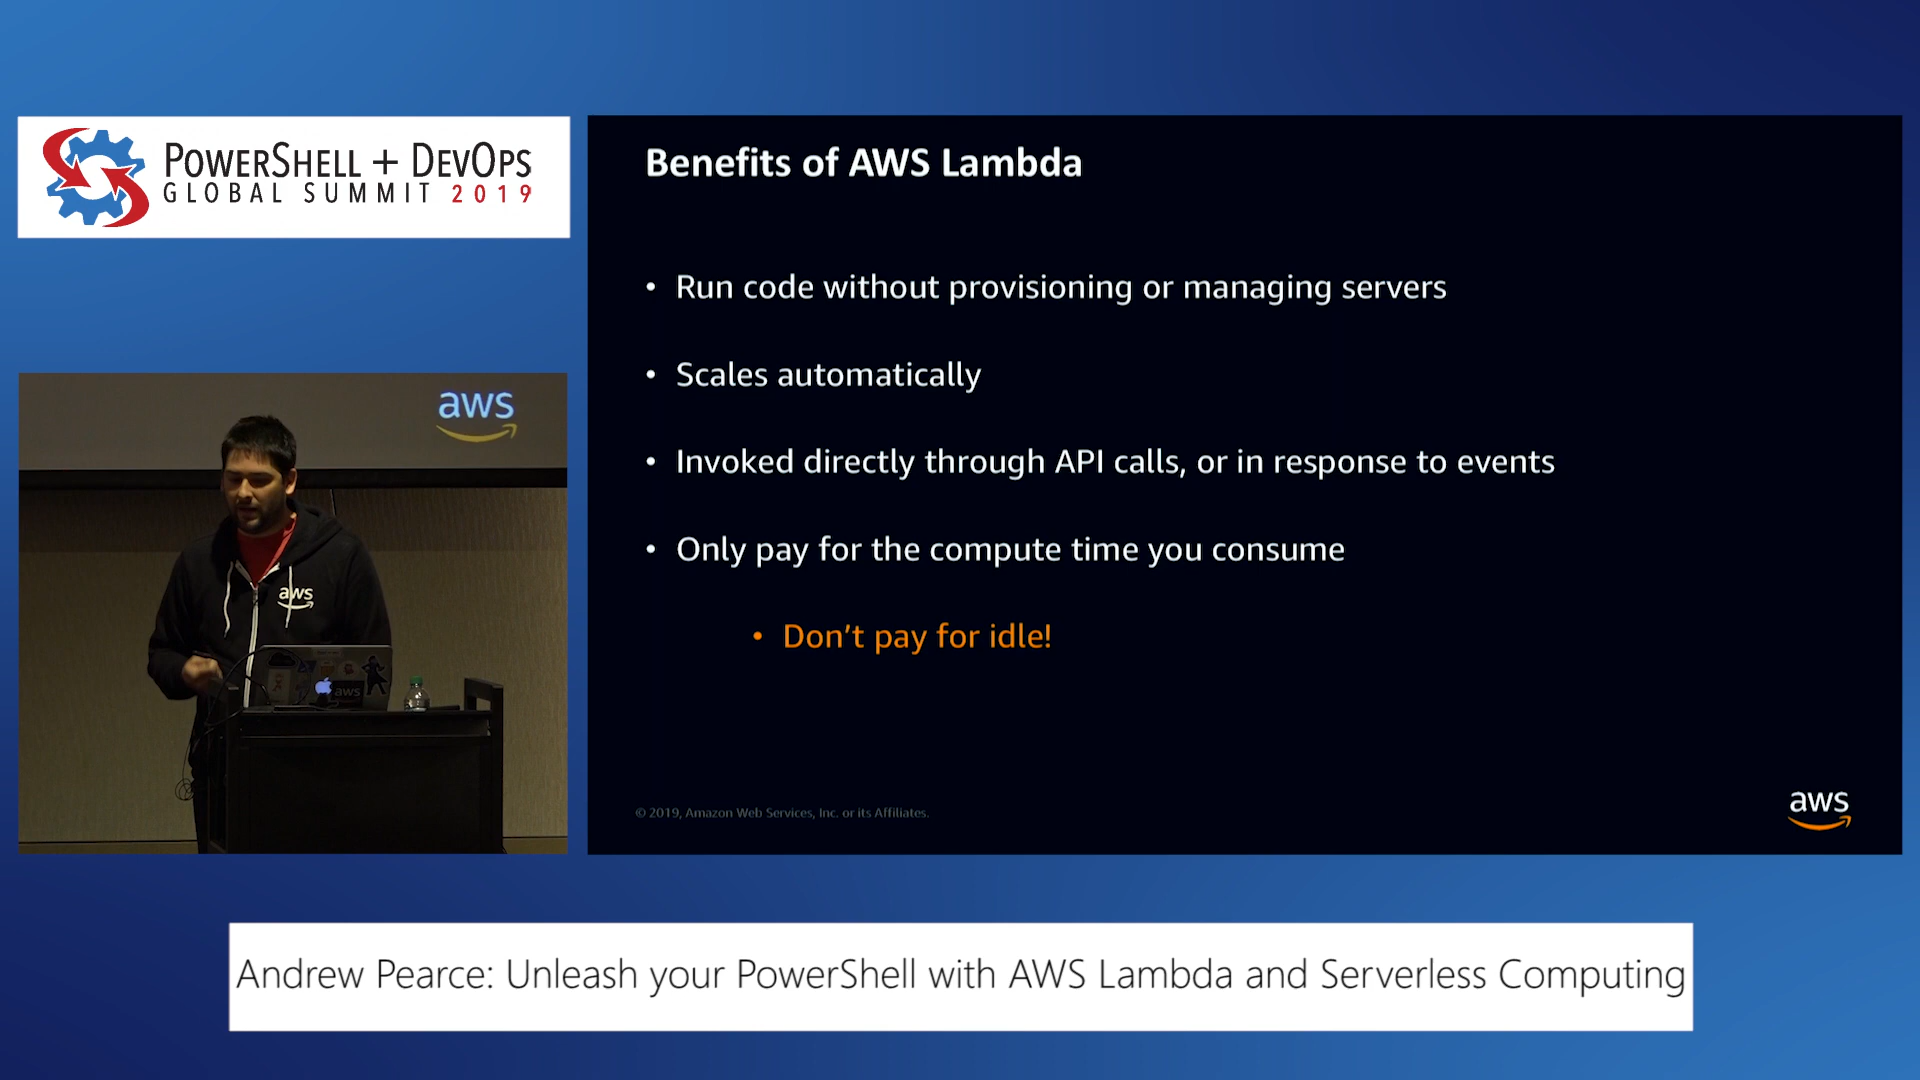 POWERSHELL + DEVOPS
GLOBAL SUMMIT 2019
Benefits of AWS Lambda
• Run code without provisioning or managing servers
• Scales automatically
• Invoked directly through API calls, or in response to events
• Only pay for the compute time you consume
• Don’t pay for idle!
© 2019, Amazon Web Services, Inc. or its Affiliates.
aws
aws
aws
aws
Andrew Pearce: Unleash your PowerShell with AWS Lambda and Serverless Computing